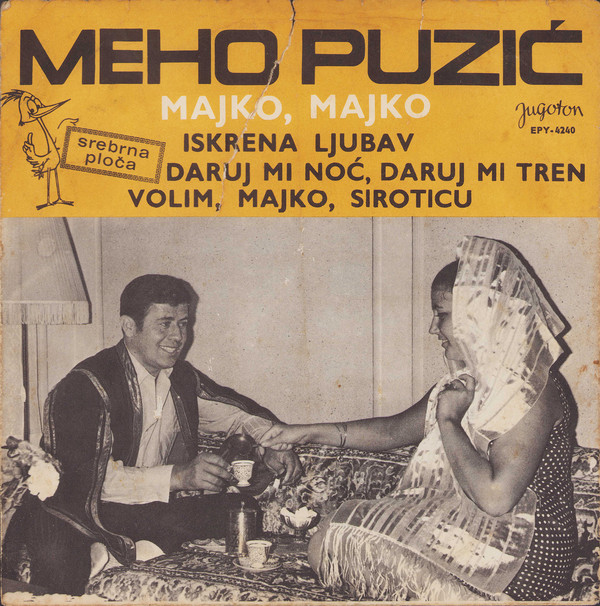 MEHO PUZIĆ
MAJKO, MAJKO
jugoton
EPY-4240
srebrna
ploča
ISKRENA LJUBAV
DARUJ MI NOĆ, DARUJ MI TREN
VOLIM, MAJKO, SIROTICU